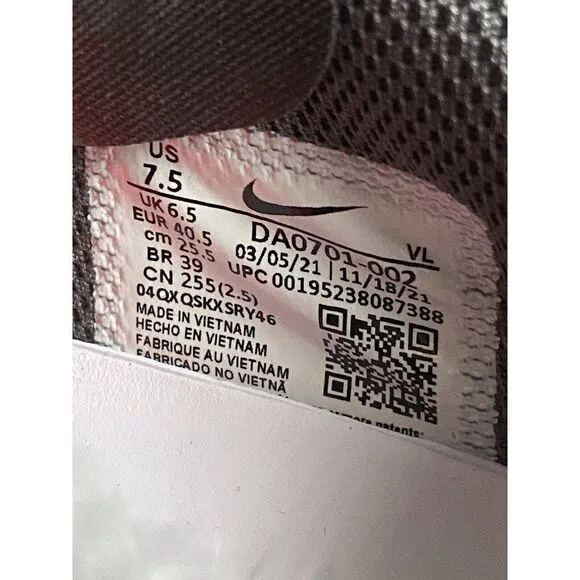 US
7.5
UK 6.5
EUR 40.5
cm 25.5
BR 39
CN 255(2.5)
04QXQSKXSRY46
MADE IN VIETNAM
HECHO EN VIETNAM
FABRIQUE AU VIETNAM
FABRICADO NO VIETNÃ
DA0701-002 VL
03/05/21 | 11/18/21
UPC 00195238087388
more patents: